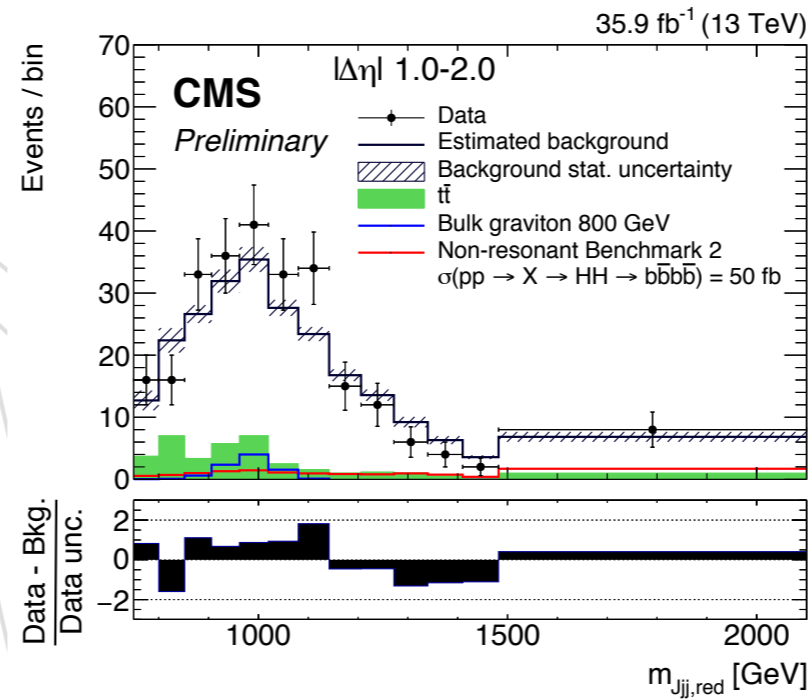 35.9 fb⁻¹ (13 TeV)
Events / bin
70
60
50
40
30
20
10
0
|Δη| 1.0-2.0
CMS
Preliminary
Data
Estimated background
Background stat. uncertainty
tt̅
Bulk graviton 800 GeV
Non-resonant Benchmark 2
σ(pp → X → HH → bb̅bb̅) = 50 fb
Data - Bkg.
Data unc.
2
0
−2
1000 1500 2000
m_Jjj,red [GeV]